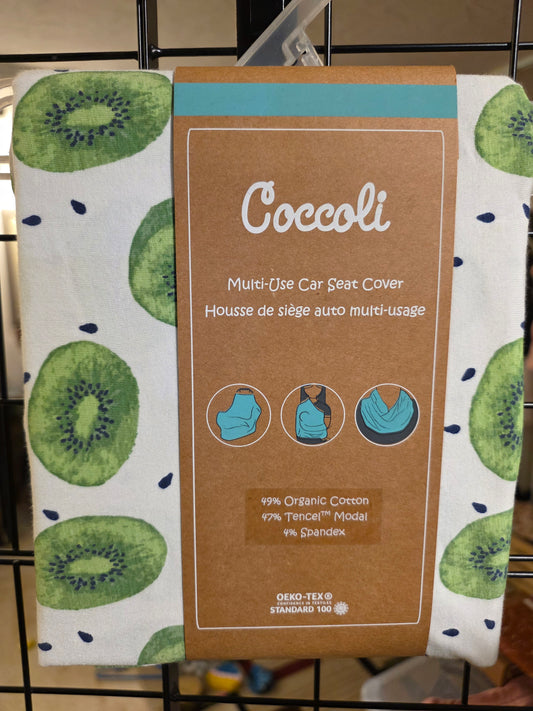 Coccoli
Multi-Use Car Seat Cover
Housse de siège auto multi-usage
49% Organic Cotton
47% Tencel™ Modal
4% Spandex
OEKO-TEX®
CONFIDENCE IN TEXTILES
STANDARD 100